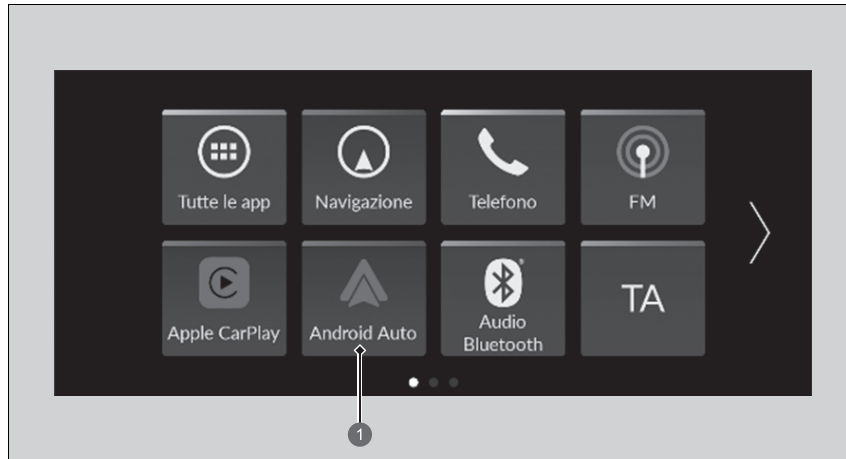 Tutte le app
Navigazione
Telefono
FM
Apple CarPlay
Android Auto
Audio
Bluetooth
TA
1